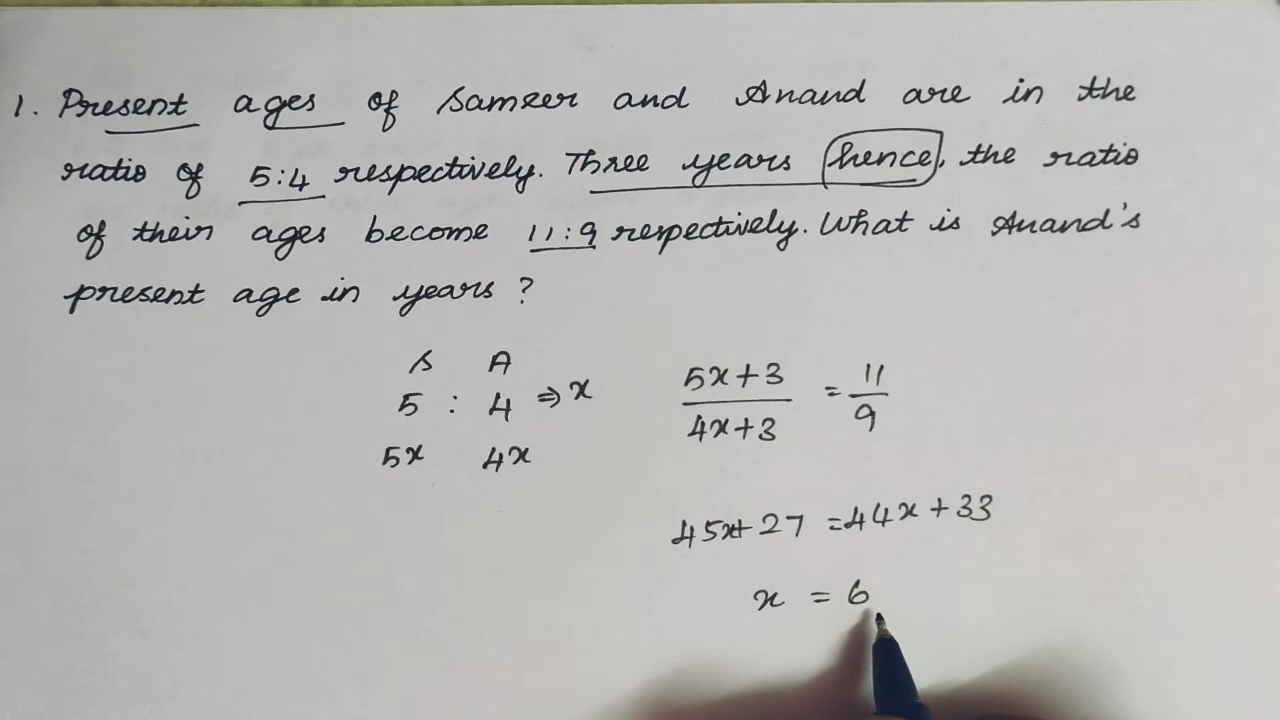 1. Present ages of Sameer and Anand are in the
ratio of 5:4 respectively. Three years hence, the ratio
of their ages become 11:9 respectively. What is Anand's
present age in years?
S A
5 : 4 ⇒ x
5x 4x
5x+3 / 4x+3 = 11/9
45x+27 = 44x+33
x = 6